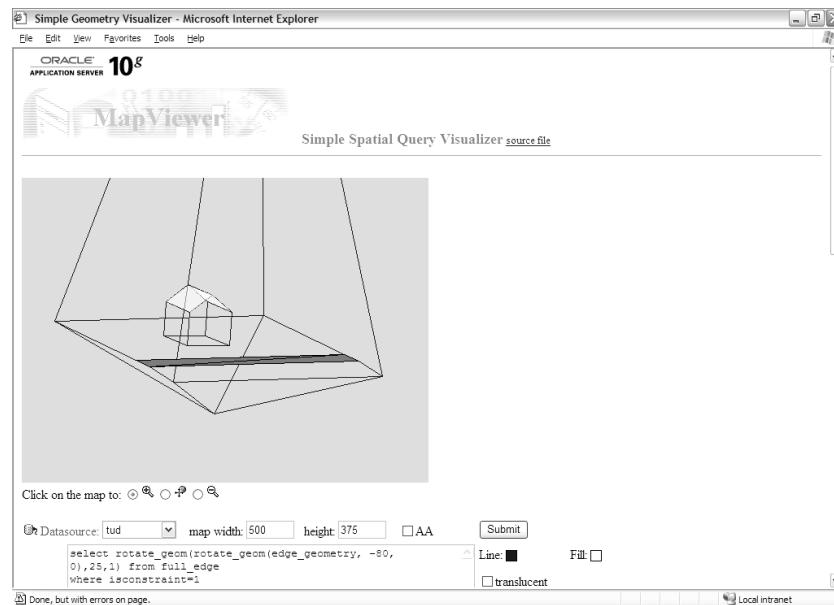 Simple Geometry Visualizer - Microsoft Internet Explorer
File Edit View Favorites Tools Help
ORACLE
APPLICATION SERVER 10g
MapViewer
Simple Spatial Query Visualizer source file
Click on the map to:
Datasource: tud map width: 500 height: 375 AA Submit
select rotate_geom(rotate_geom(edge_geometry, -80,
0),25,1) from full_edge
where isconstraint=1
Line: Fill:
translucent
Done, but with errors on page. Local intranet